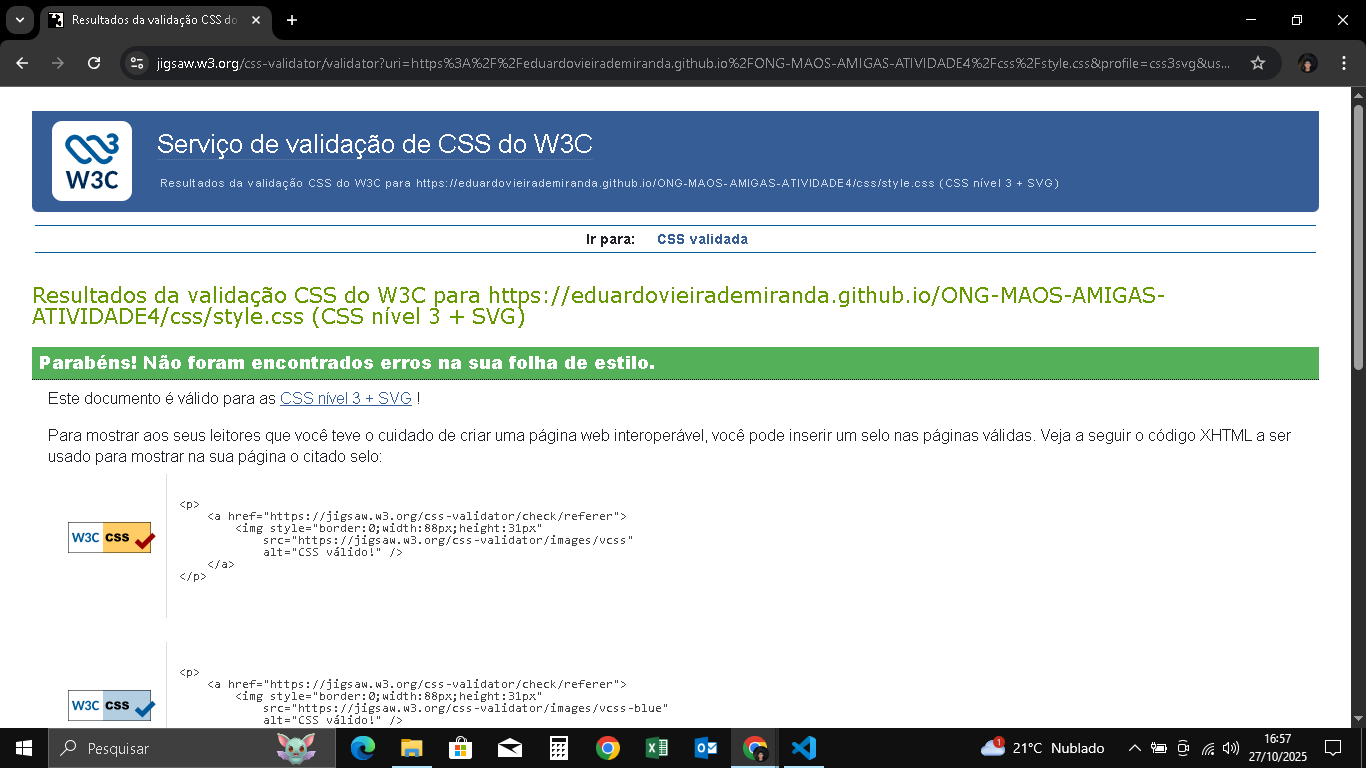 Resultados da validação CSS do
jigsaw.w3.org/css-validator/validator?uri=https%3A%2F%2Feduardovieirademiranda.github.io%2FONG-MAOS-AMIGAS-ATIVIDADE4%2Fcss%2Fstyle.css&profile=css3svg&us...
W3C
Serviço de validação de CSS do W3C
Resultados da validação CSS do W3C para https://eduardovieirademiranda.github.io/ONG-MAOS-AMIGAS-ATIVIDADE4/css/style.css (CSS nível 3 + SVG)
Ir para: CSS validada
Resultados da validação CSS do W3C para https://eduardovieirademiranda.github.io/ONG-MAOS-AMIGAS-
ATIVIDADE4/css/style.css (CSS nível 3 + SVG)
Parabéns! Não foram encontrados erros na sua folha de estilo.
Este documento é válido para as CSS nível 3 + SVG !
Para mostrar aos seus leitores que você teve o cuidado de criar uma página web interoperável, você pode inserir um selo nas páginas válidas. Veja a seguir o código XHTML a ser
usado para mostrar na sua página o citado selo:
<p>
<a href="https://jigsaw.w3.org/css-validator/check/referer">
<img style="border:0;width:88px;height:31px"
W3C CSS
src="https://jigsaw.w3.org/css-validator/images/vcss"
alt="CSS válido!" />
</a>
</p>
<p>
<a href="https://jigsaw.w3.org/css-validator/check/referer">
<img style="border:0;width:88px;height:31px"
W3C CSS
src="https://jigsaw.w3.org/css-validator/images/vcss-blue"
alt="CSS válido!" />
Pesquisar
1
21°C Nublado
16:57
27/10/2025